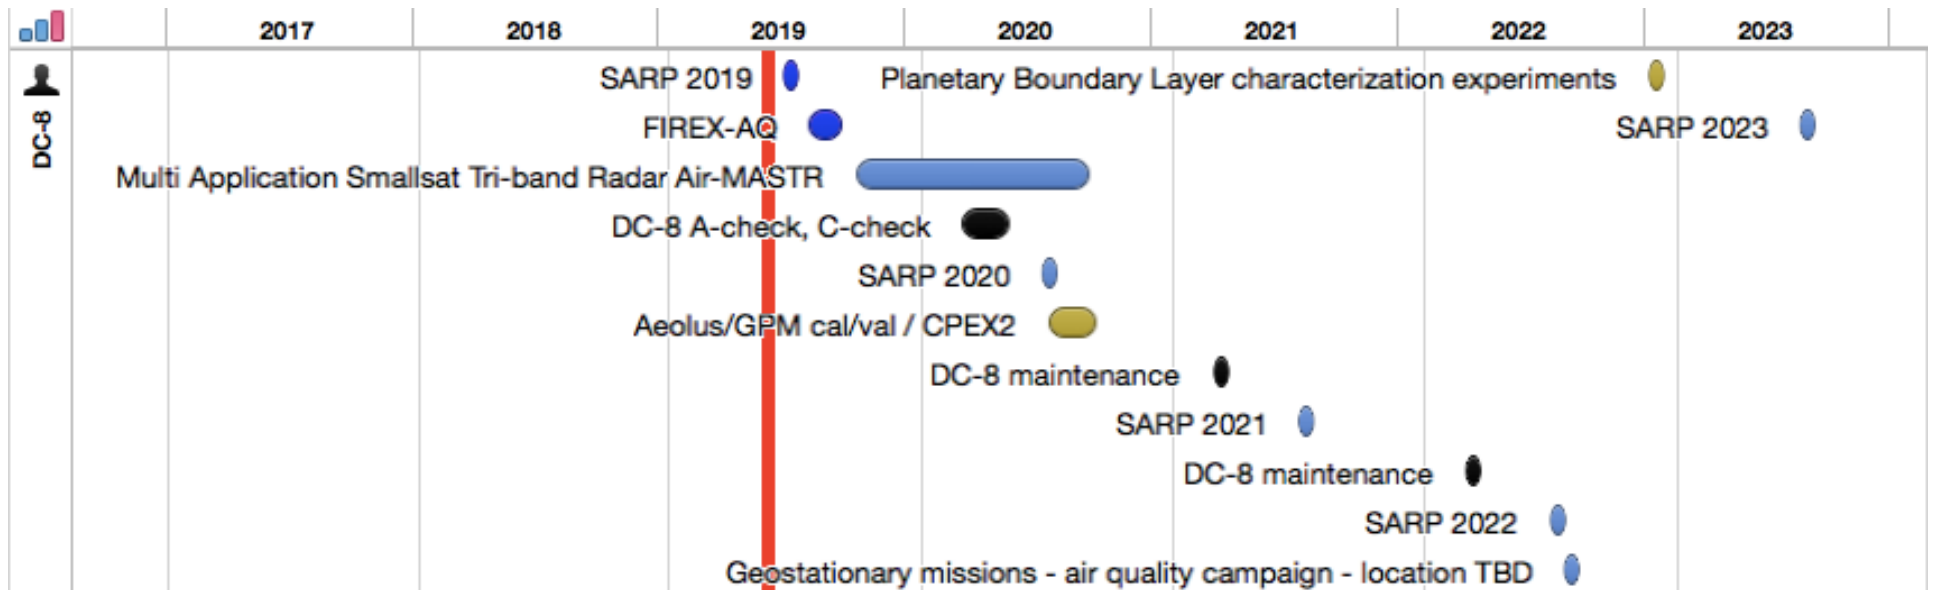 2017 2018 2019 2020 2021 2022 2023
DC-8
SARP 2019 Planetary Boundary Layer characterization experiments
FIREX-AQ SARP 2023
Multi Application Smallsat Tri-band Radar Air-MASTR
DC-8 A-check, C-check
SARP 2020
Aeolus/GPM cal/val / CPEX2
DC-8 maintenance
SARP 2021
DC-8 maintenance
SARP 2022
Geostationary missions - air quality campaign - location TBD